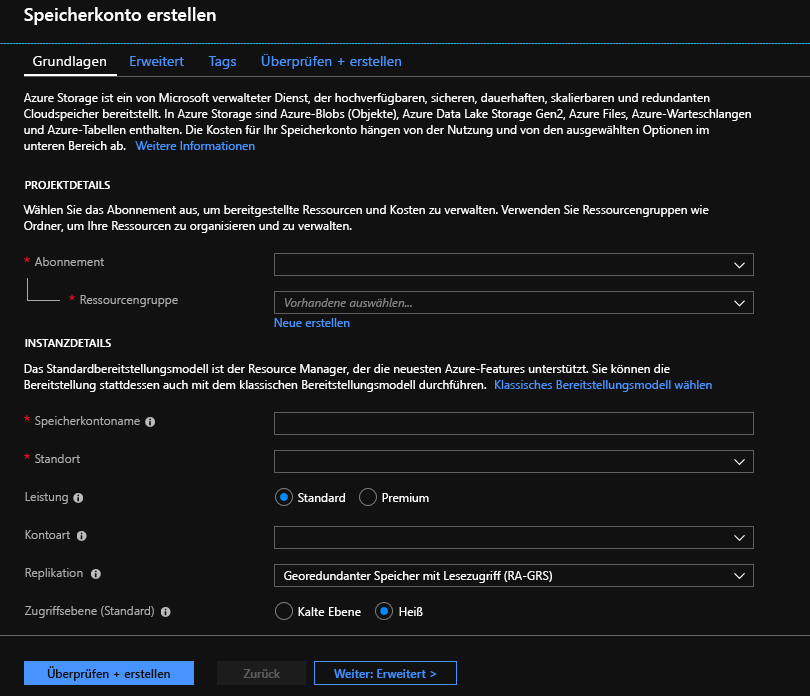 Speicherkonto erstellen
Grundlagen Erweitert Tags Überprüfen + erstellen
Azure Storage ist ein von Microsoft verwalteter Dienst, der hochverfügbaren, sicheren, dauerhaften, skalierbaren und redundanten
Cloudspeicher bereitstellt. In Azure Storage sind Azure-Blobs (Objekte), Azure Data Lake Storage Gen2, Azure Files, Azure-Warteschlangen
und Azure-Tabellen enthalten. Die Kosten für Ihr Speicherkonto hängen von der Nutzung und von den ausgewählten Optionen im
unteren Bereich ab. Weitere Informationen
PROJEKTDETAILS
Wählen Sie das Abonnement aus, um bereitgestellte Ressourcen und Kosten zu verwalten. Verwenden Sie Ressourcengruppen wie
Ordner, um Ihre Ressourcen zu organisieren und zu verwalten.
* Abonnement
* Ressourcengruppe Vorhandene auswählen...
Neue erstellen
INSTANZDETAILS
Das Standardbereitstellungsmodell ist der Resource Manager, der die neuesten Azure-Features unterstützt. Sie können die
Bereitstellung stattdessen auch mit dem klassischen Bereitstellungsmodell durchführen. Klassisches Bereitstellungsmodell wählen
* Speicherkontoname
* Standort
Leistung Standard Premium
Kontoart
Replikation Georedundanter Speicher mit Lesezugriff (RA-GRS)
Zugriffsebene (Standard) Kalte Ebene Heiß
Überprüfen + erstellen Zurück Weiter: Erweitert >